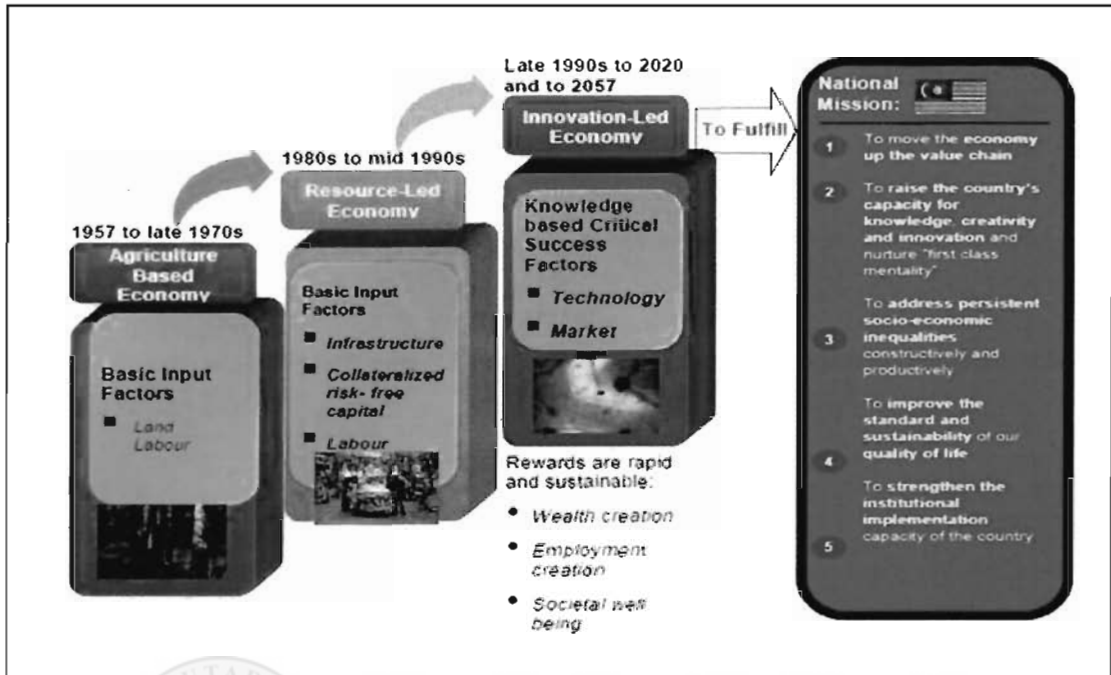 1957 to late 1970s
Agriculture
Based
Economy
Basic Input
Factors
Land
Labour
1980s to mid 1990s
Resource-Led
Economy
Basic Input
Factors
Infrastructure
Collateralized
risk- free
capital
Labour
Late 1990s to 2020
and to 2057
Innovation-Led
Economy
Knowledge
based Critical
Success
Factors
Technology
Market
Rewards are rapid
and sustainable:
Wealth creation
Employment
creation
Societal well
being
To Fulfill
National
Mission:
1
To move the economy
up the value chain
2
To raise the country's
capacity for
knowledge, creativity
and innovation and
nurture "first class
mentality"
3
To address persistent
socio-economic
inequalities
constructively and
productively
4
To improve the
standard and
sustainability of our
quality of life
5
To strengthen the
institutional
implementation
capacity of the country
UTAR